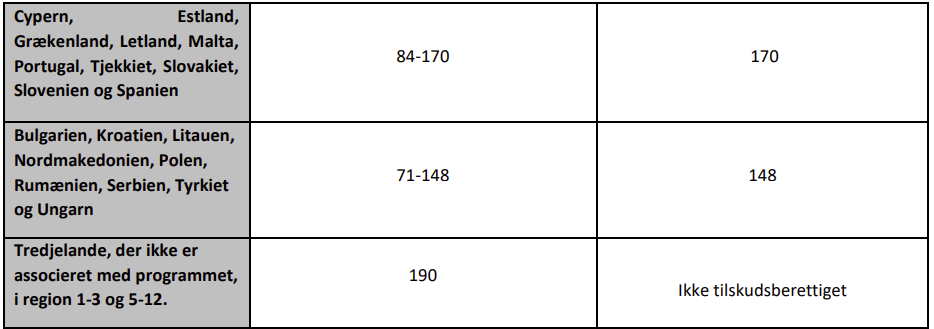 Cypern, Estland,
Grækenland, Letland, Malta,
Portugal, Tjekkiet, Slovakiet,
Slovenien og Spanien
84-170
170
Bulgarien, Kroatien, Litauen,
Nordmakedonien, Polen,
Rumænien, Serbien, Tyrkiet
og Ungarn
71-148
148
Tredjelande, der ikke er
associeret med programmet,
i region 1-3 og 5-12.
190
Ikke tilskudsberettiget